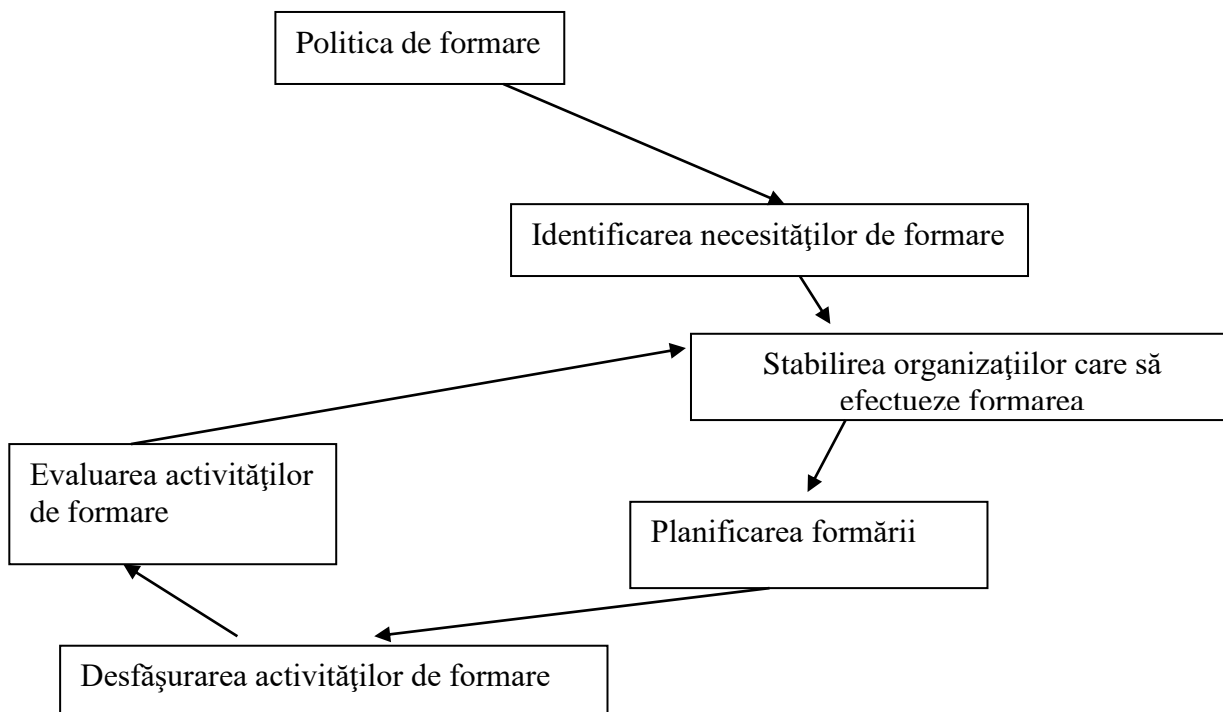 Politica de formare
Identificarea necesităţilor de formare
Stabilirea organizaţiilor care să
efectueze formarea
Evaluarea activităţilor
de formare
Planificarea formării
Desfăşurarea activităţilor de formare